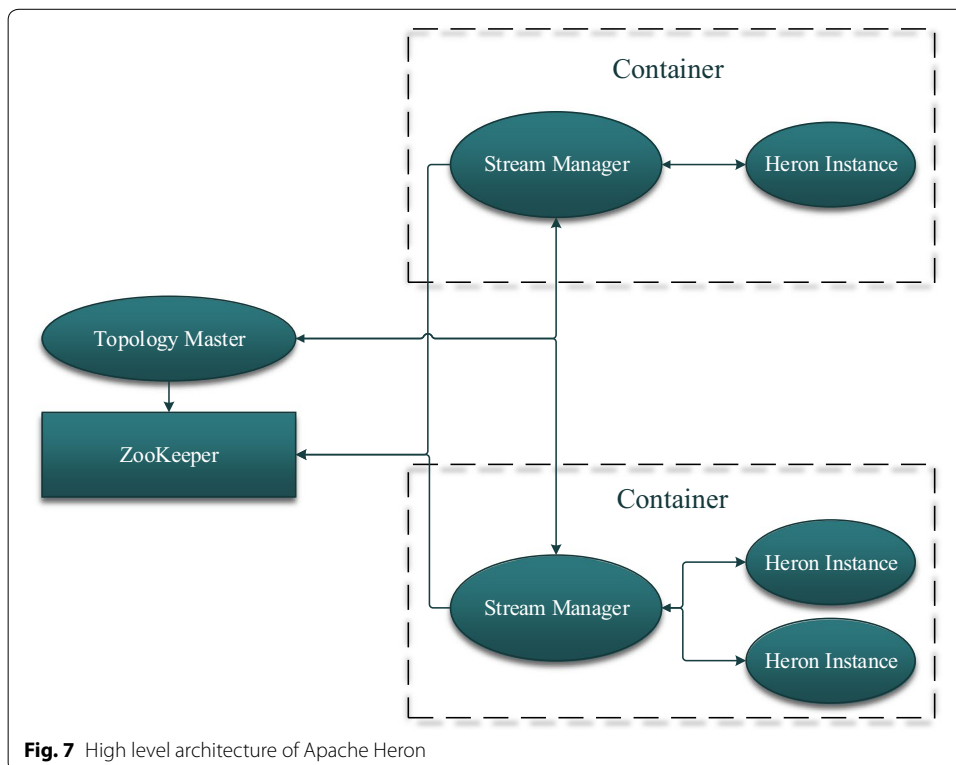 Container
Stream Manager
Heron Instance
Topology Master
ZooKeeper
Container
Heron Instance
Stream Manager
Heron Instance
Fig. 7 High level architecture of Apache Heron